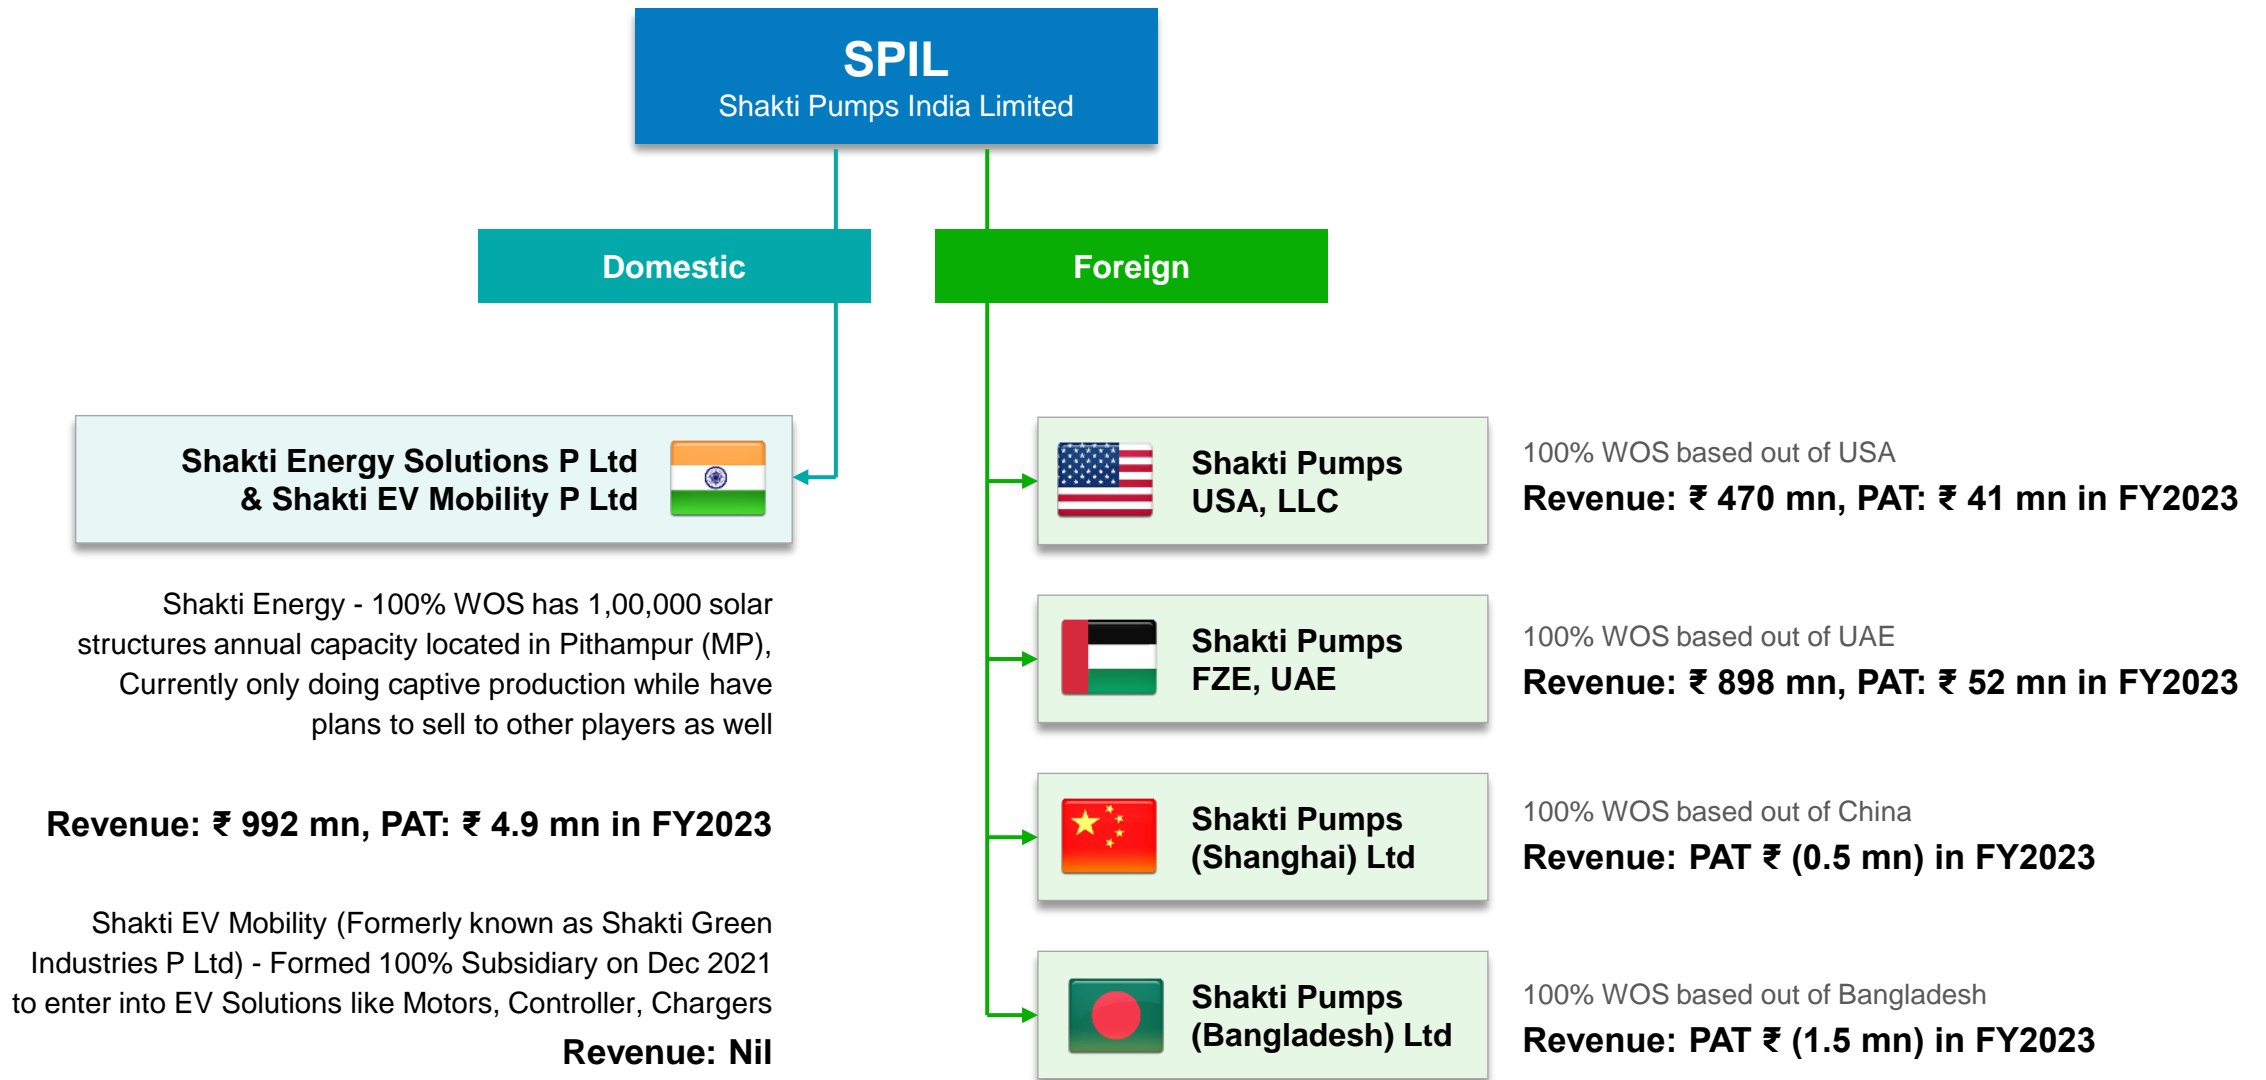 SPIL
Shakti Pumps India Limited
Domestic
Foreign
Shakti Energy Solutions P Ltd
& Shakti EV Mobility P Ltd
Shakti Energy - 100% WOS has 1,00,000 solar
structures annual capacity located in Pithampur (MP),
Currently only doing captive production while have
plans to sell to other players as well
Revenue: ₹ 992 mn, PAT: ₹ 4.9 mn in FY2023
Shakti EV Mobility (Formerly known as Shakti Green
Industries P Ltd) - Formed 100% Subsidiary on Dec 2021
to enter into EV Solutions like Motors, Controller, Chargers
Revenue: Nil
Shakti Pumps
USA, LLC
100% WOS based out of USA
Revenue: ₹ 470 mn, PAT: ₹ 41 mn in FY2023
Shakti Pumps
FZE, UAE
100% WOS based out of UAE
Revenue: ₹ 898 mn, PAT: ₹ 52 mn in FY2023
Shakti Pumps
(Shanghai) Ltd
100% WOS based out of China
Revenue: PAT ₹ (0.5 mn) in FY2023
Shakti Pumps
(Bangladesh) Ltd
100% WOS based out of Bangladesh
Revenue: PAT ₹ (1.5 mn) in FY2023